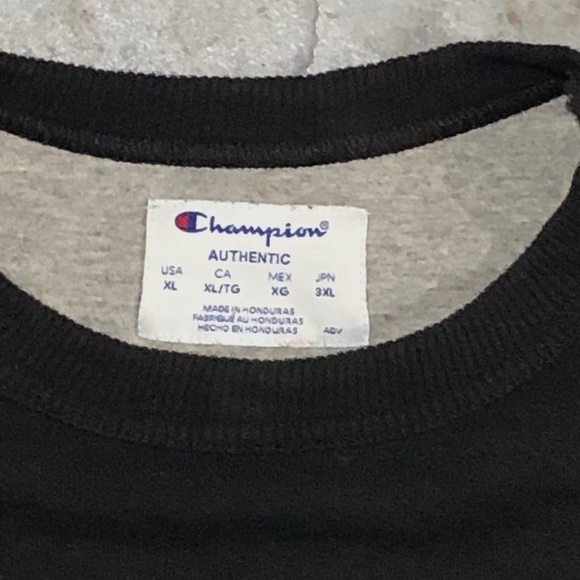 Champion®
AUTHENTIC
USA CA MEX JPN
XL XL/TG XG 3XL
MADE IN HONDURAS
FABRIQUÉ AU HONDURAS
HECHO EN HONDURAS ADV